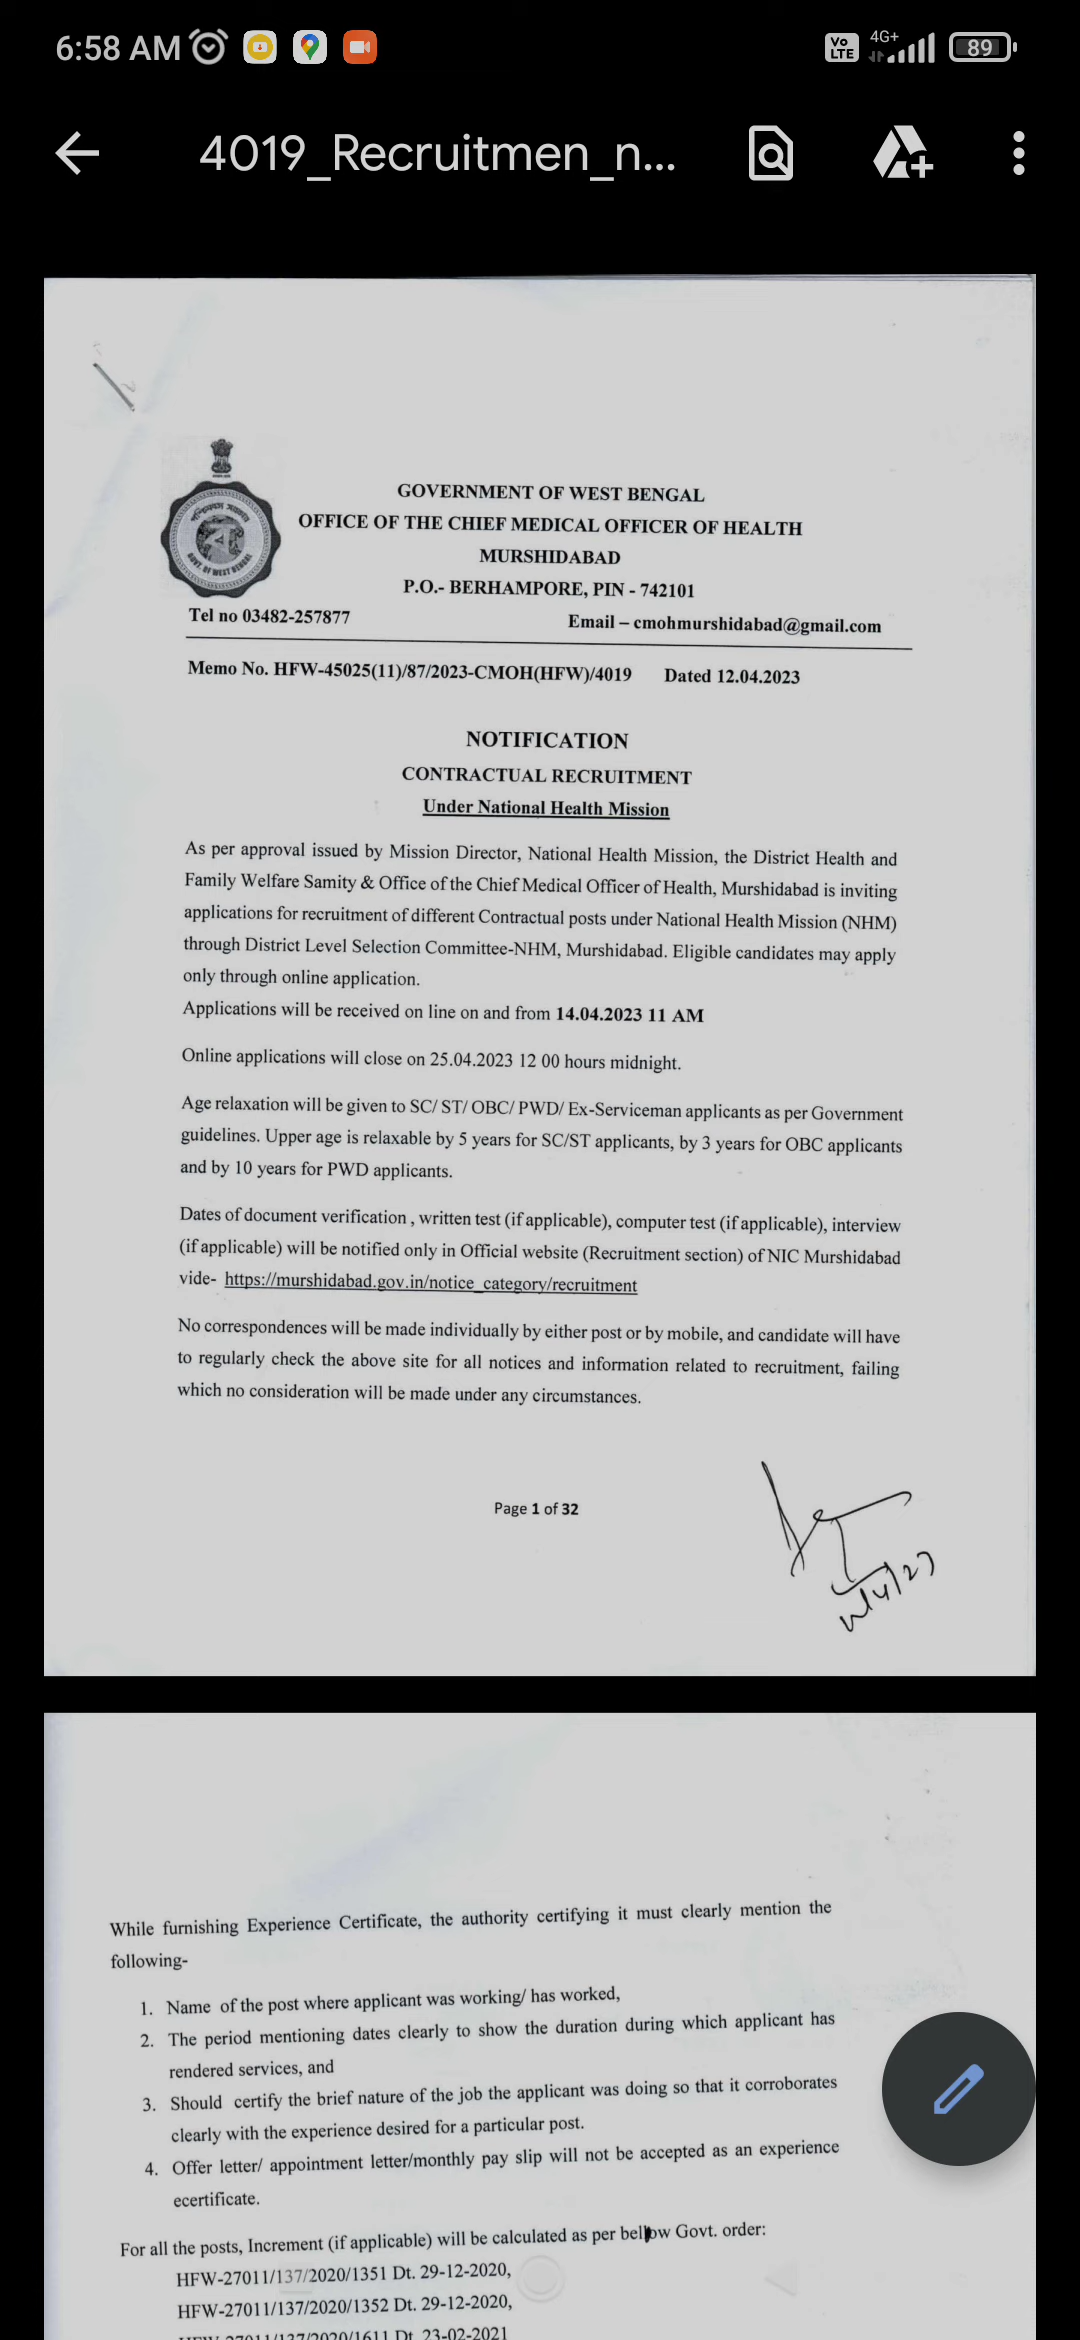 6:58 AM
Vo LTE 4G+ 89
4019_Recruitmen_n...
GOVERNMENT OF WEST BENGAL
OFFICE OF THE CHIEF MEDICAL OFFICER OF HEALTH
MURSHIDABAD
P.O.- BERHAMPORE, PIN - 742101
GOVT. OF WEST BENGAL
Tel no 03482-257877 Email – cmohmurshidabad@gmail.com
Memo No. HFW-45025(11)/87/2023-CMOH(HFW)/4019 Dated 12.04.2023
NOTIFICATION
CONTRACTUAL RECRUITMENT
Under National Health Mission
As per approval issued by Mission Director, National Health Mission, the District Health and
Family Welfare Samity & Office of the Chief Medical Officer of Health, Murshidabad is inviting
applications for recruitment of different Contractual posts under National Health Mission (NHM)
through District Level Selection Committee-NHM, Murshidabad. Eligible candidates may apply
only through online application.
Applications will be received on line on and from 14.04.2023 11 AM
Online applications will close on 25.04.2023 12 00 hours midnight.
Age relaxation will be given to SC/ ST/ OBC/ PWD/ Ex-Serviceman applicants as per Government
guidelines. Upper age is relaxable by 5 years for SC/ST applicants, by 3 years for OBC applicants
and by 10 years for PWD applicants.
Dates of document verification , written test (if applicable), computer test (if applicable), interview
(if applicable) will be notified only in Official website (Recruitment section) of NIC Murshidabad
vide- https://murshidabad.gov.in/notice_category/recruitment
No correspondences will be made individually by either post or by mobile, and candidate will have
to regularly check the above site for all notices and information related to recruitment, failing
which no consideration will be made under any circumstances.
Page 1 of 32
While furnishing Experience Certificate, the authority certifying it must clearly mention the
following-
1. Name of the post where applicant was working/ has worked,
2. The period mentioning dates clearly to show the duration during which applicant has
rendered services, and
3. Should certify the brief nature of the job the applicant was doing so that it corroborates
clearly with the experience desired for a particular post.
4. Offer letter/ appointment letter/monthly pay slip will not be accepted as an experience
ecertificate.
For all the posts, Increment (if applicable) will be calculated as per bellow Govt. order:
HFW-27011/137/2020/1351 Dt. 29-12-2020,
HFW-27011/137/2020/1352 Dt. 29-12-2020,
HFW-27011/137/2020/1611 Dt. 23-02-2021